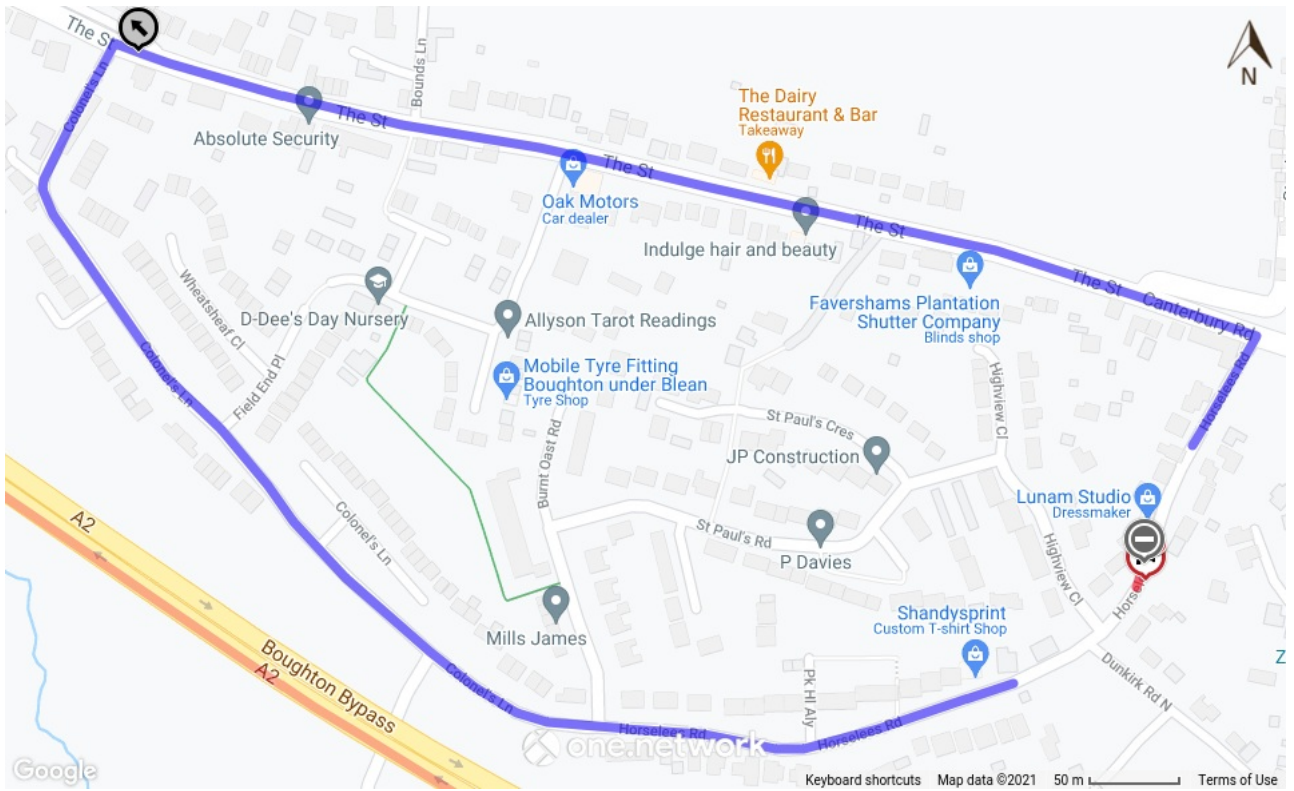 The St
Colonel's Ln
Bounds Ln
N
The Dairy
Restaurant & Bar
Takeaway
Absolute Security
The St
The St
Oak Motors
Car dealer
Indulge hair and beauty
The St
The St
Canterbury Rd
Favershams Plantation
Shutter Company
Blinds shop
Wheatsheaf Cl
D-Dee's Day Nursery
Allyson Tarot Readings
Colonel's Ln
Field End Pl
Mobile Tyre Fitting
Boughton under Blean
Tyre Shop
Highview Cl
Horselees Rd
St Paul's Cres
JP Construction
Burnt Oast Rd
Lunam Studio
Dressmaker
A2
Colonel's Ln
St Paul's Rd
P Davies
Highview Cl
Shandysprint
Custom T-shirt Shop
Mills James
Boughton Bypass
A2
Colonel's Ln
Pk Hl Aly
Dunkirk Rd N
Z
Horselees Rd
Horselees Rd
one.network
Google
Keyboard shortcuts Map data ©2021 50 m Terms of Use